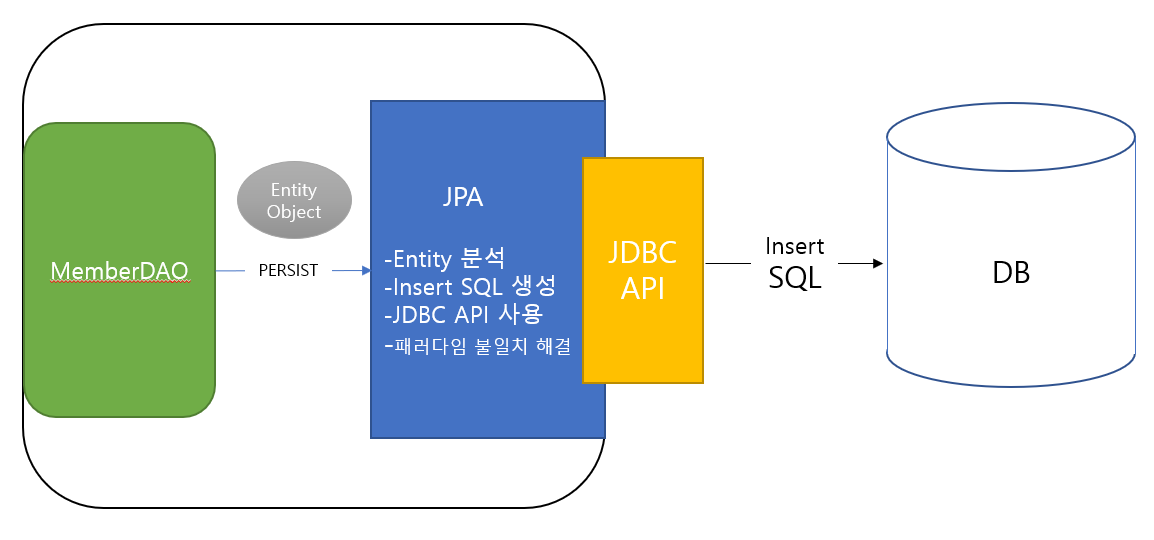 MemberDAO
Entity
Object
PERSIST
JPA
-Entity 분석
-Insert SQL 생성
-JDBC API 사용
-패러다임 불일치 해결
JDBC
API
Insert
SQL
DB